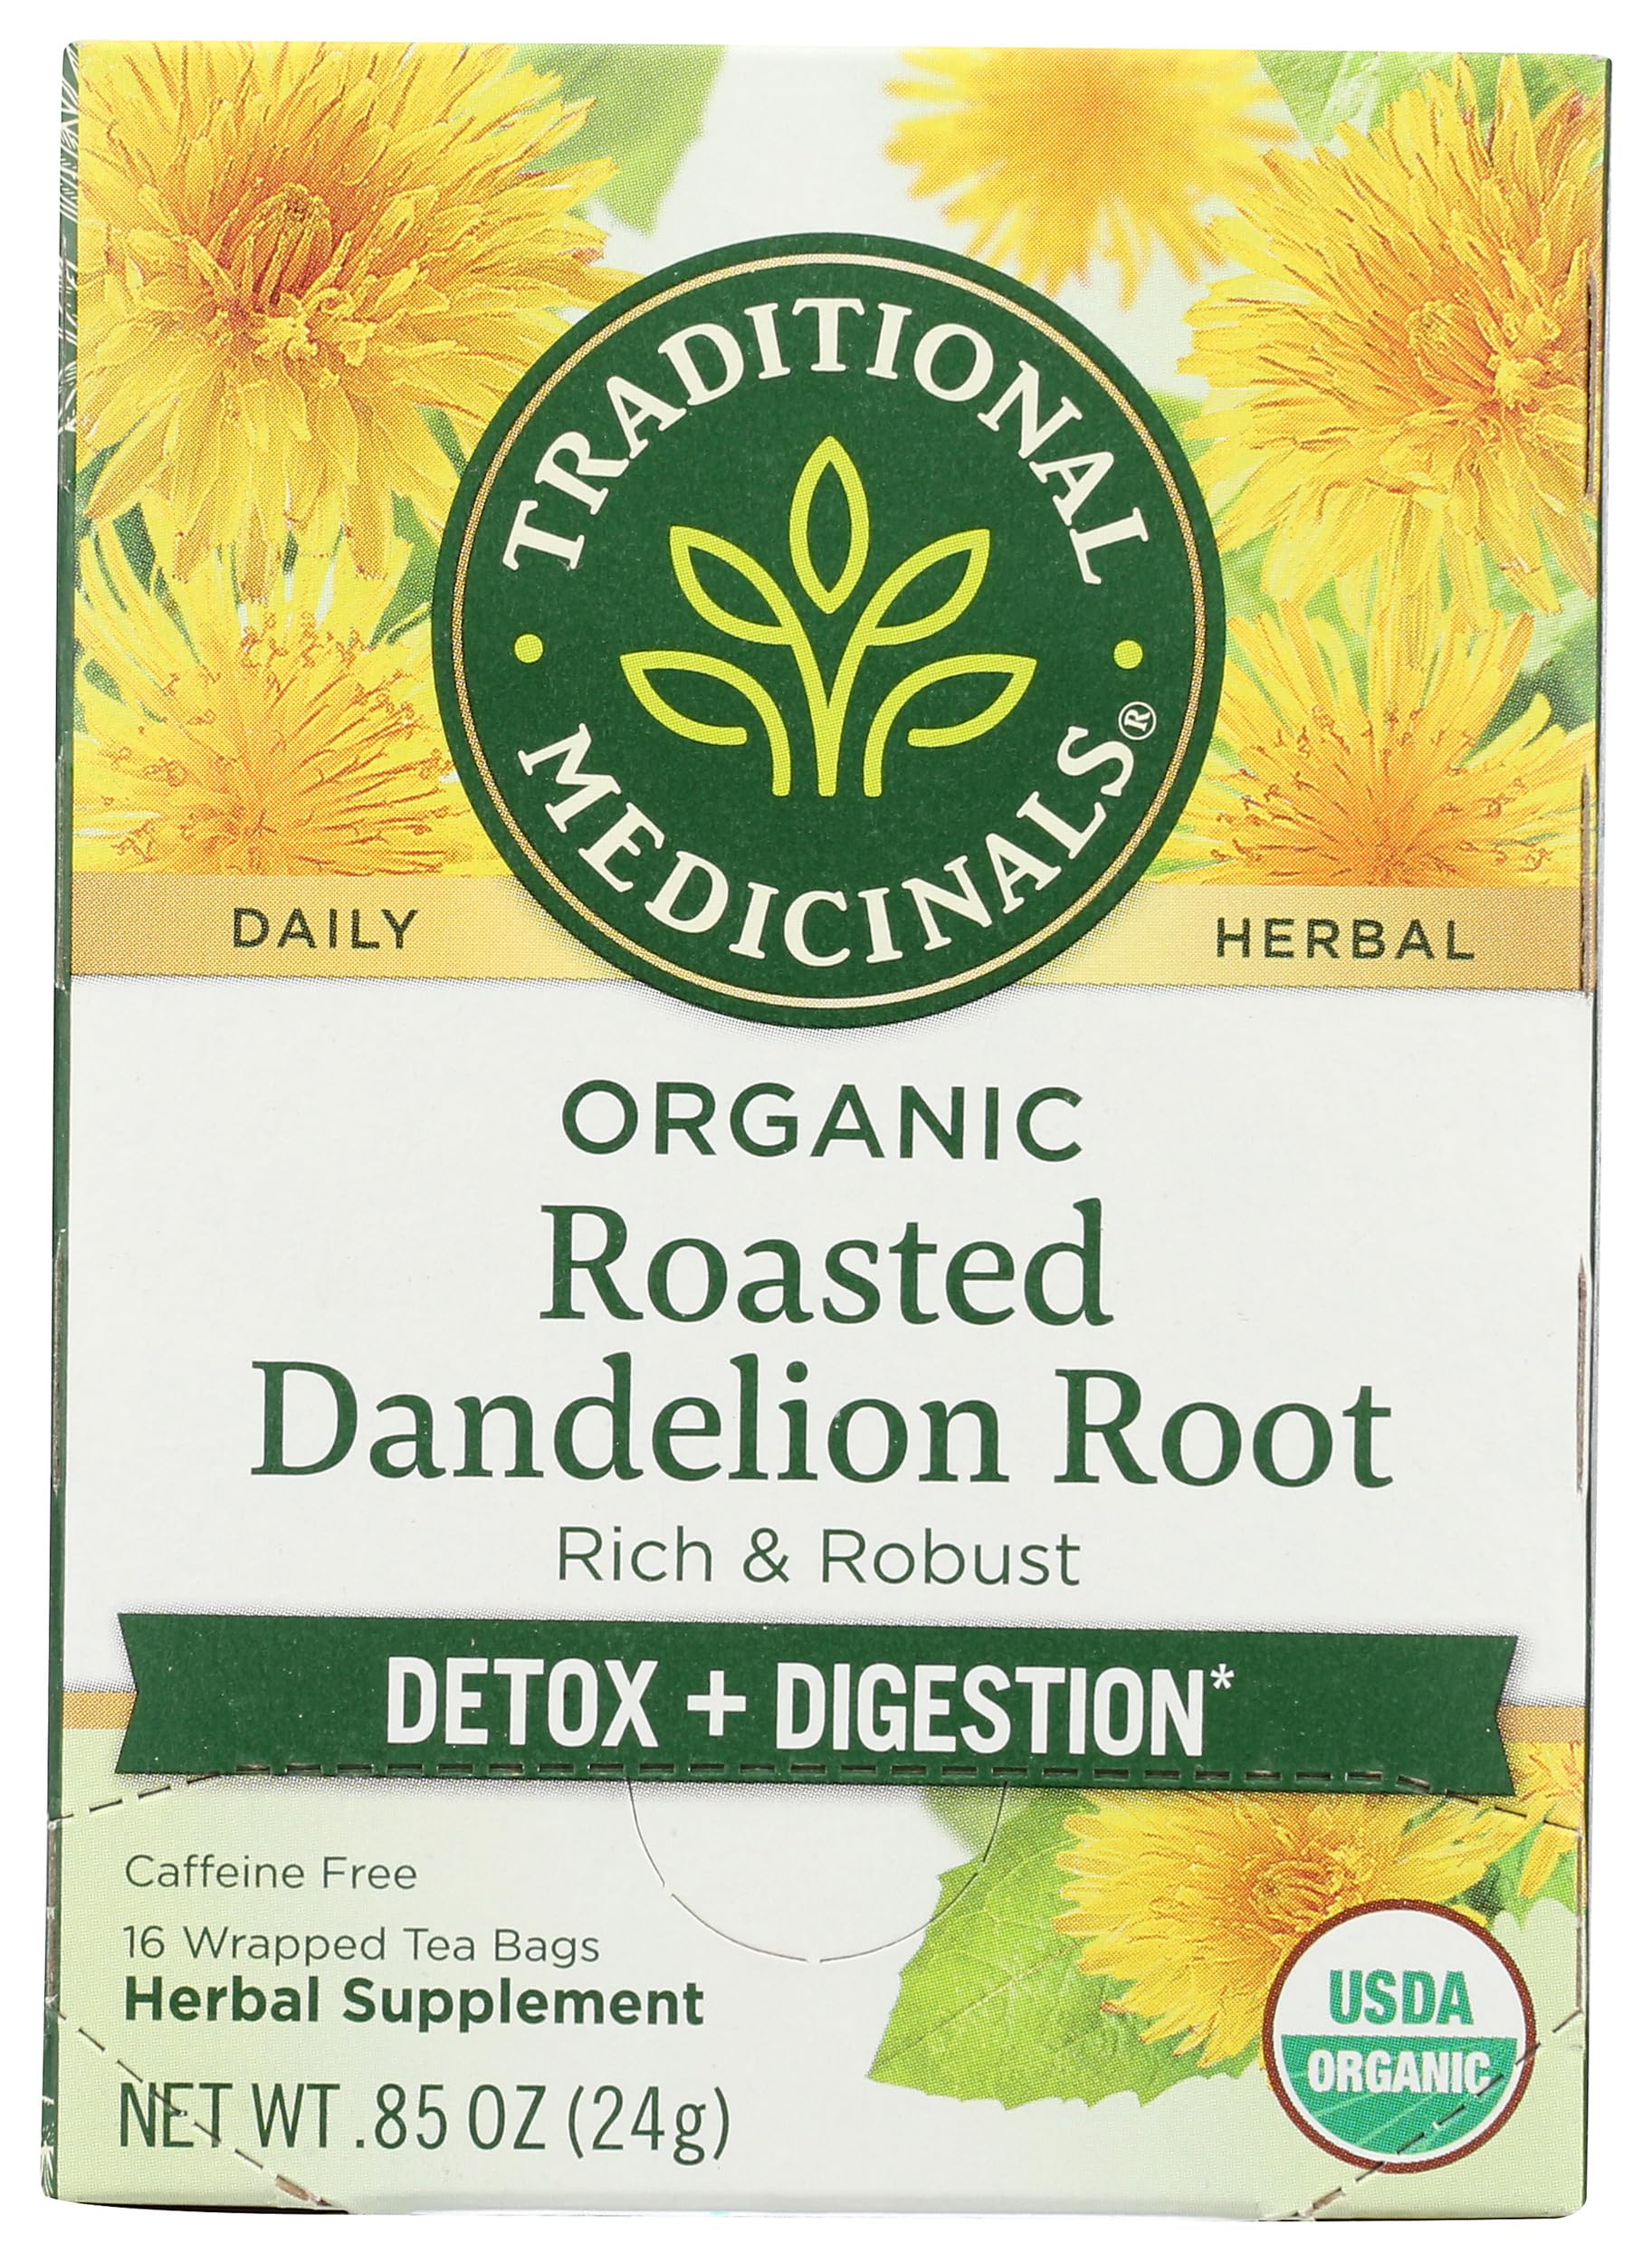 TRADITIONAL
MEDICINALS®
DAILY
HERBAL
ORGANIC
Roasted
Dandelion Root
Rich & Robust
DETOX + DIGESTION*
Caffeine Free
16 Wrapped Tea Bags
Herbal Supplement
NET WT .85 OZ (24g)
USDA
ORGANIC